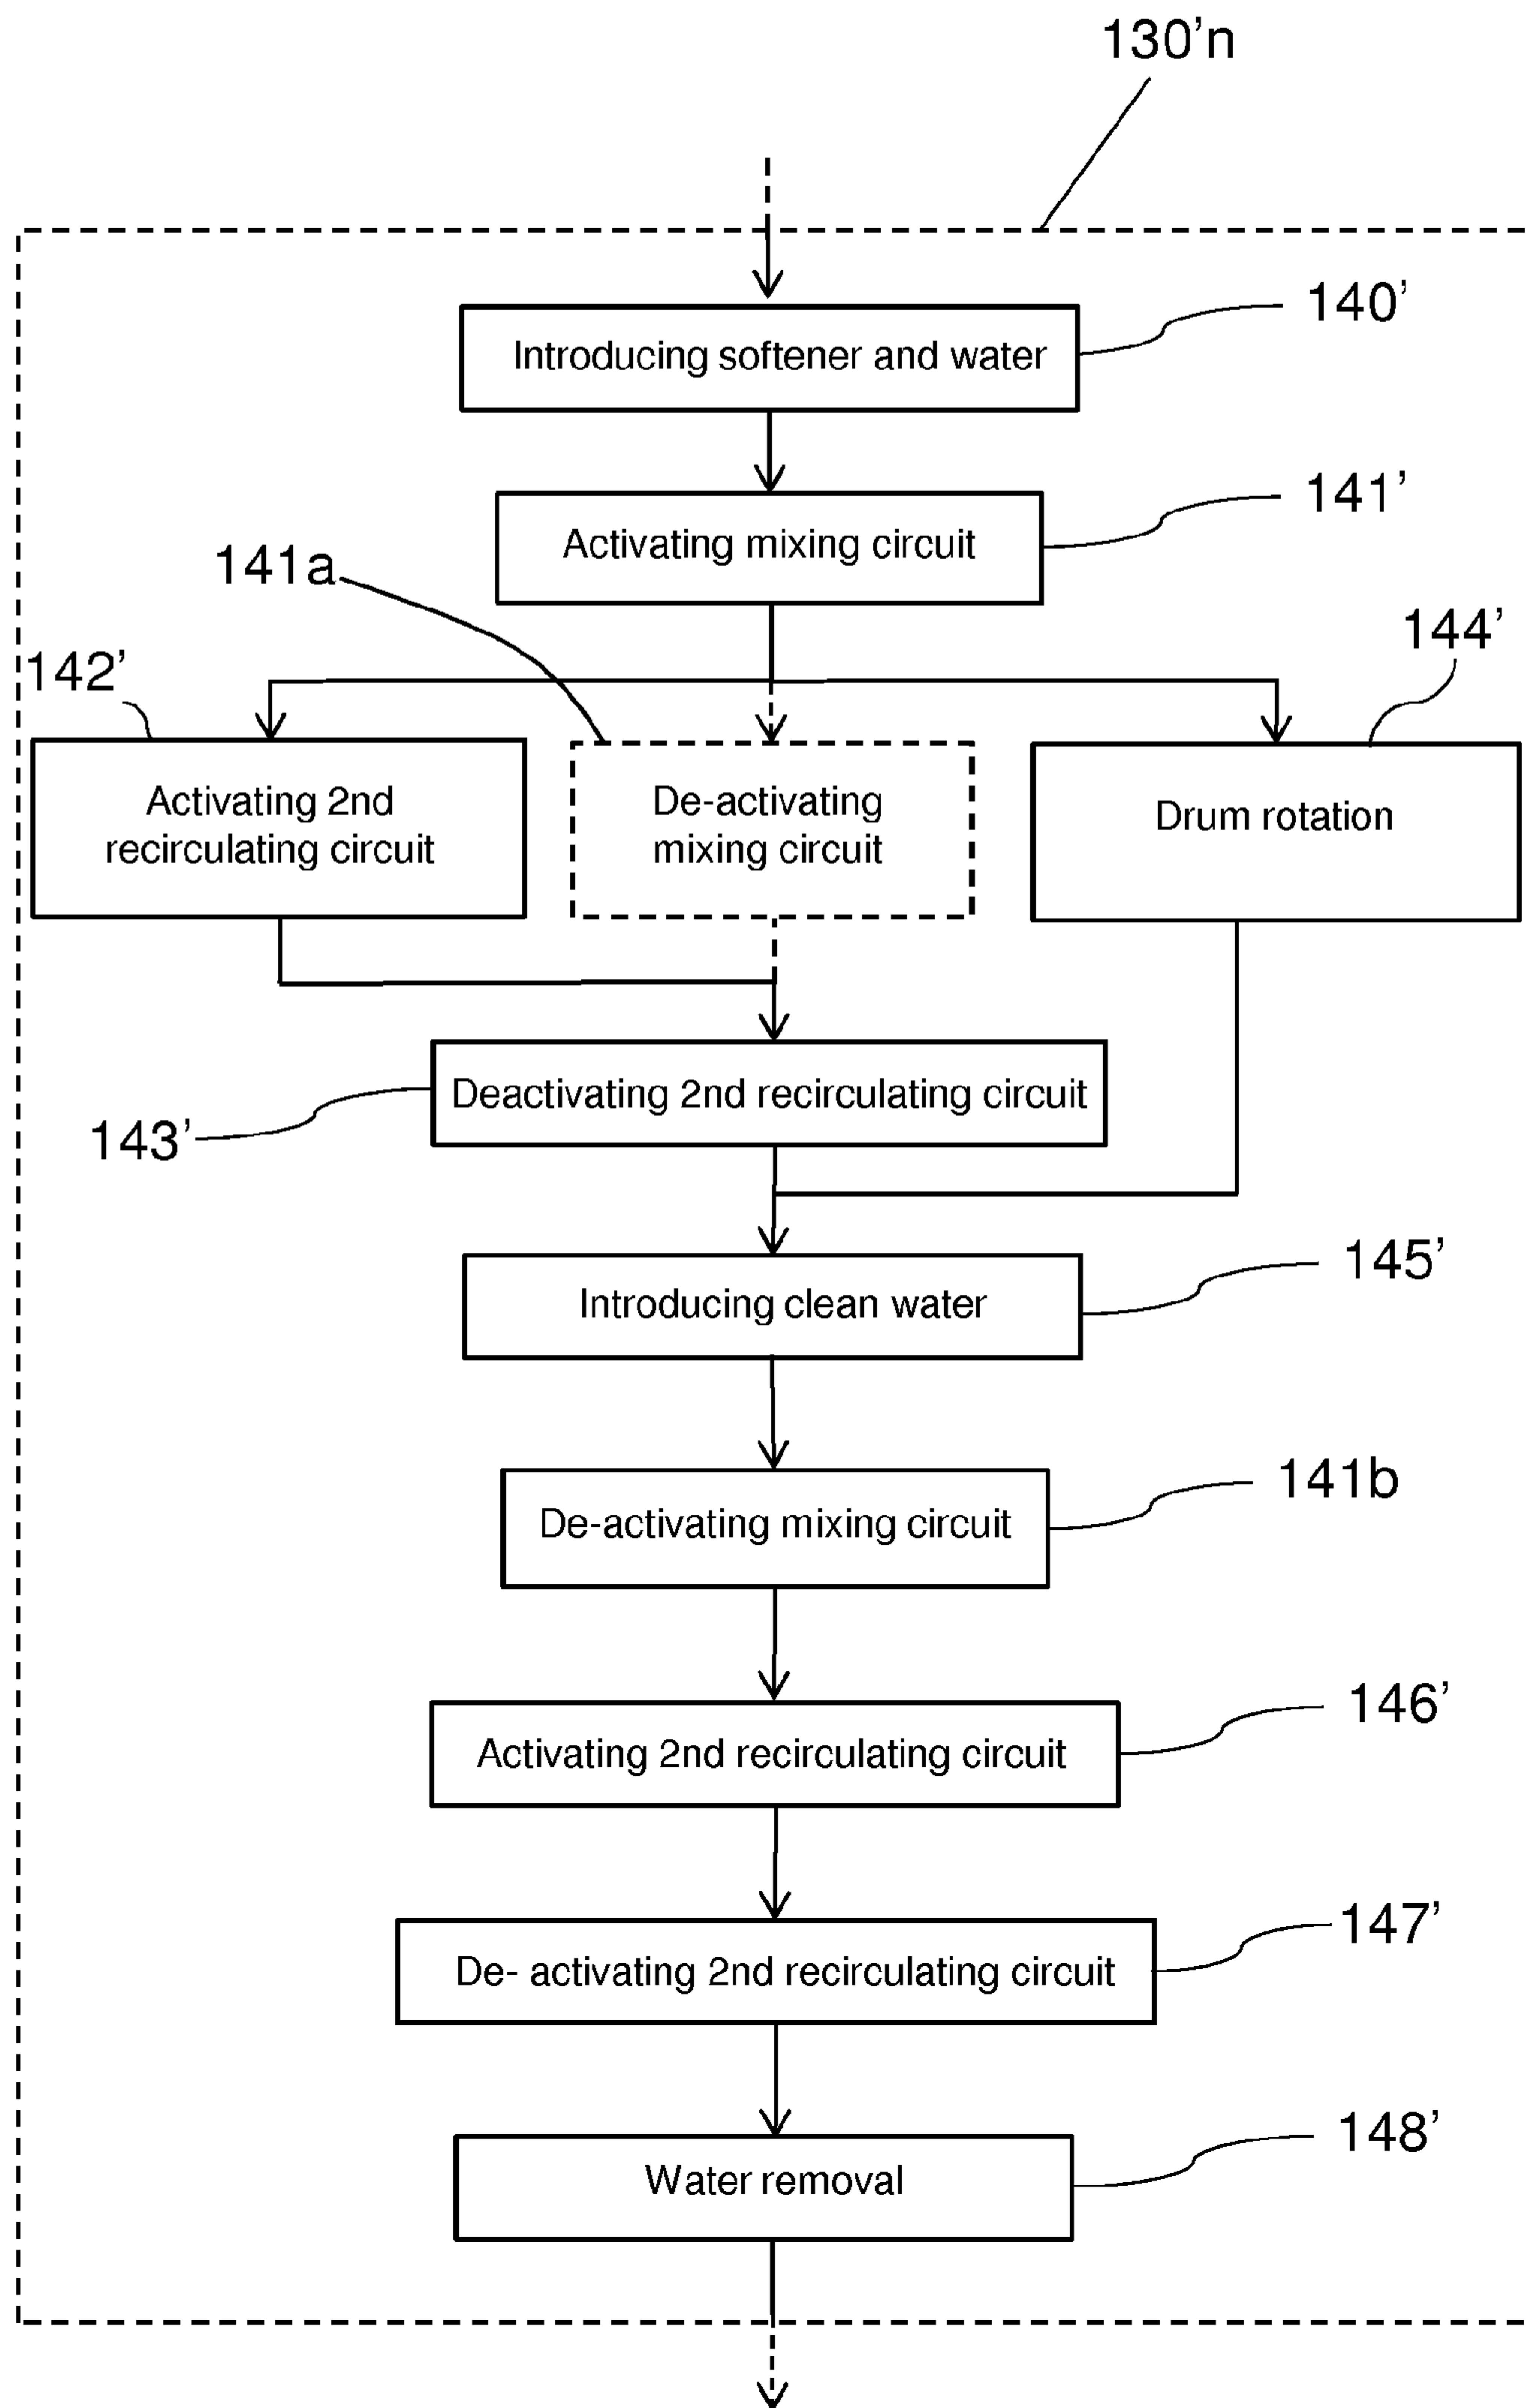 130’n
140’
Introducing softener and water
141’
Activating mixing circuit
141a
144’
142’
Activating 2nd
recirculating circuit
De-activating
mixing circuit
Drum rotation
Deactivating 2nd recirculating circuit
143’
145’
Introducing clean water
141b
De-activating mixing circuit
146’
Activating 2nd recirculating circuit
147’
De- activating 2nd recirculating circuit
148’
Water removal